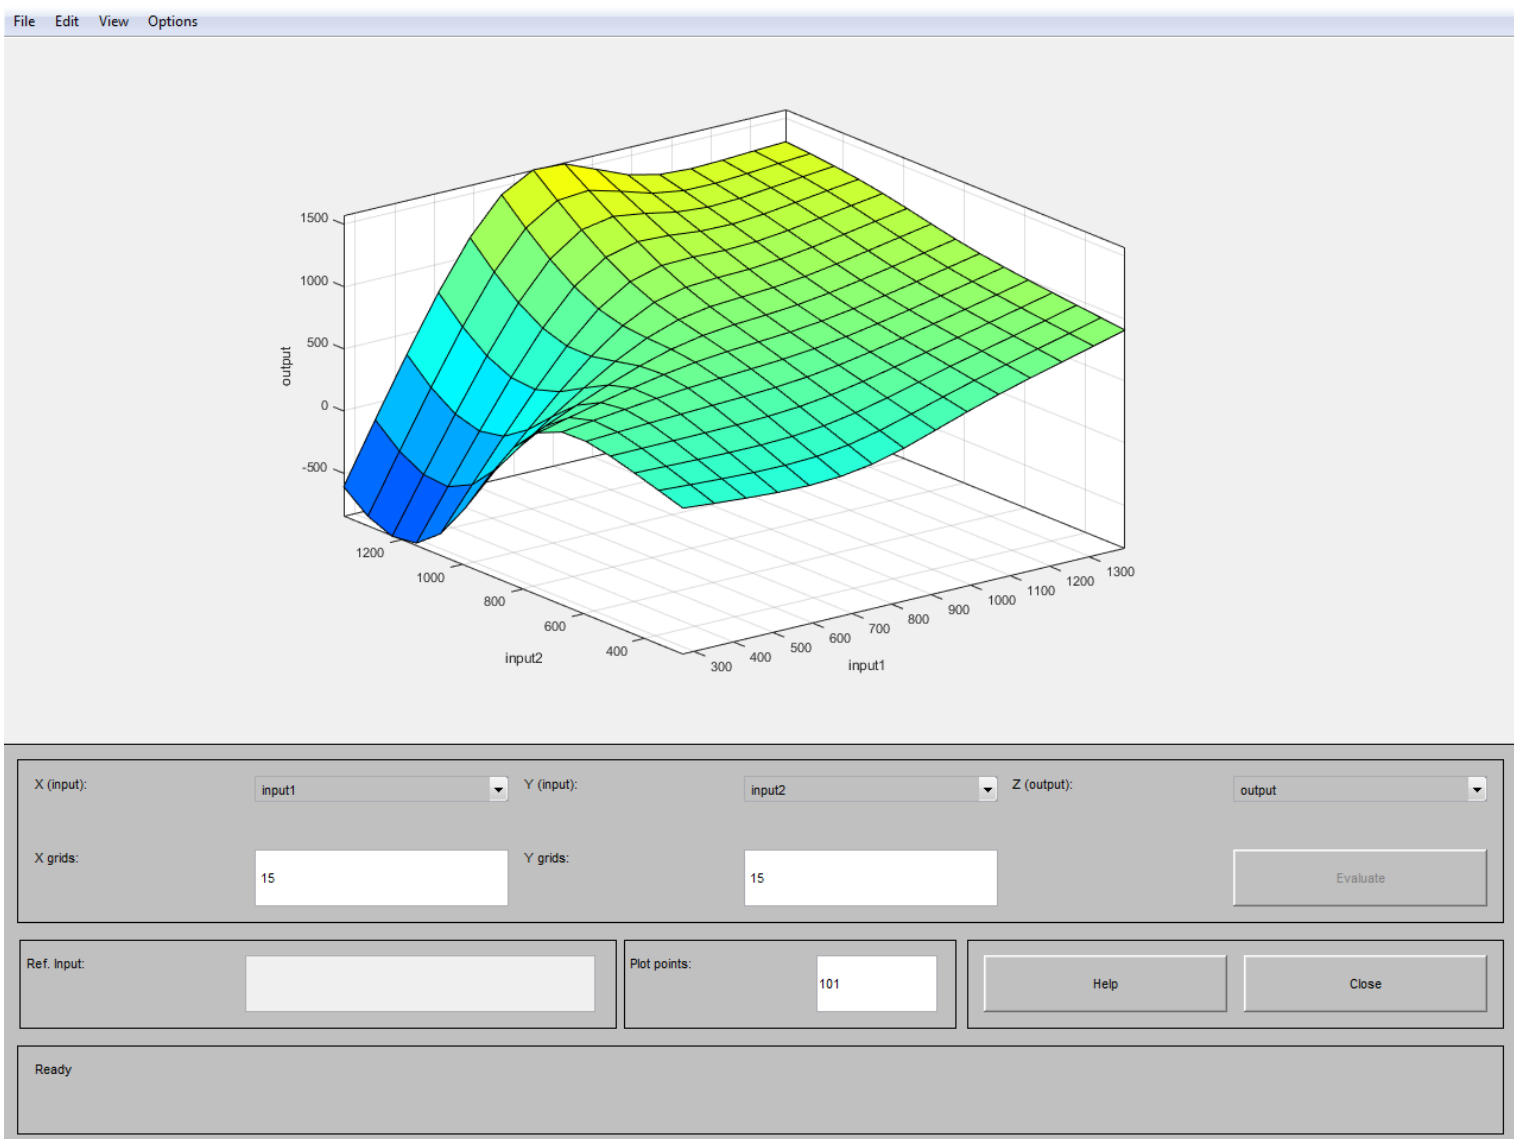 File Edit View Options
1500
1000
500
0
-500
output
1200
1000
800
600
400
input2
300
400
500
600
700
800
900
1000
1100
1200
1300
input1
X (input): input1 Y (input): input2 Z (output): output
X grids: 15 Y grids: 15 Evaluate
Ref. Input: Plot points: 101 Help Close
Ready